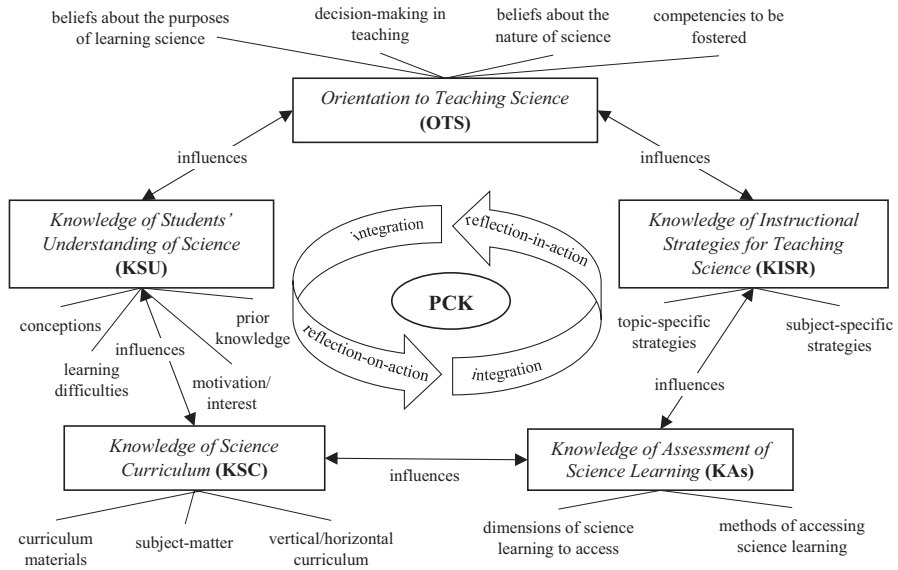 beliefs about the purposes
of learning science
decision-making in
teaching
beliefs about the
nature of science
competencies to be
fostered
Orientation to Teaching Science
(OTS)
influences
influences
Knowledge of Students’
Understanding of Science
(KSU)
integration
reflection-in-action
Knowledge of Instructional
Strategies for Teaching
Science (KISR)
PCK
reflection-on-action
integration
conceptions
learning
difficulties
influences
motivation/
interest
prior
knowledge
topic-specific
strategies
subject-specific
strategies
influences
Knowledge of Science
Curriculum (KSC)
influences
Knowledge of Assessment of
Science Learning (KAs)
curriculum
materials
subject-matter
vertical/horizontal
curriculum
dimensions of science
learning to access
methods of accessing
science learning